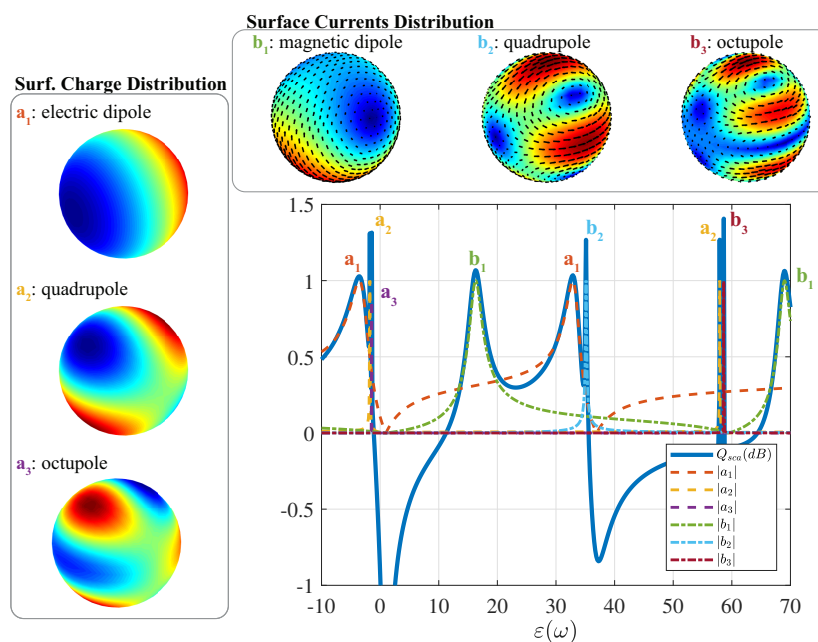 Surface Currents Distribution
b₁: magnetic dipole
b₂: quadrupole
b₃: octupole
Surf. Charge Distribution
a₁: electric dipole
a₂: quadrupole
a₃: octupole
1.5
1
0.5
0
-0.5
-1
a₁
a₂
a₃
b₁
a₁
b₂
a₂
b₃
b₁
Q_sca(dB)
|a₁|
|a₂|
|a₃|
|b₁|
|b₂|
|b₃|
-10 0 10 20 30 40 50 60 70
ε(ω)